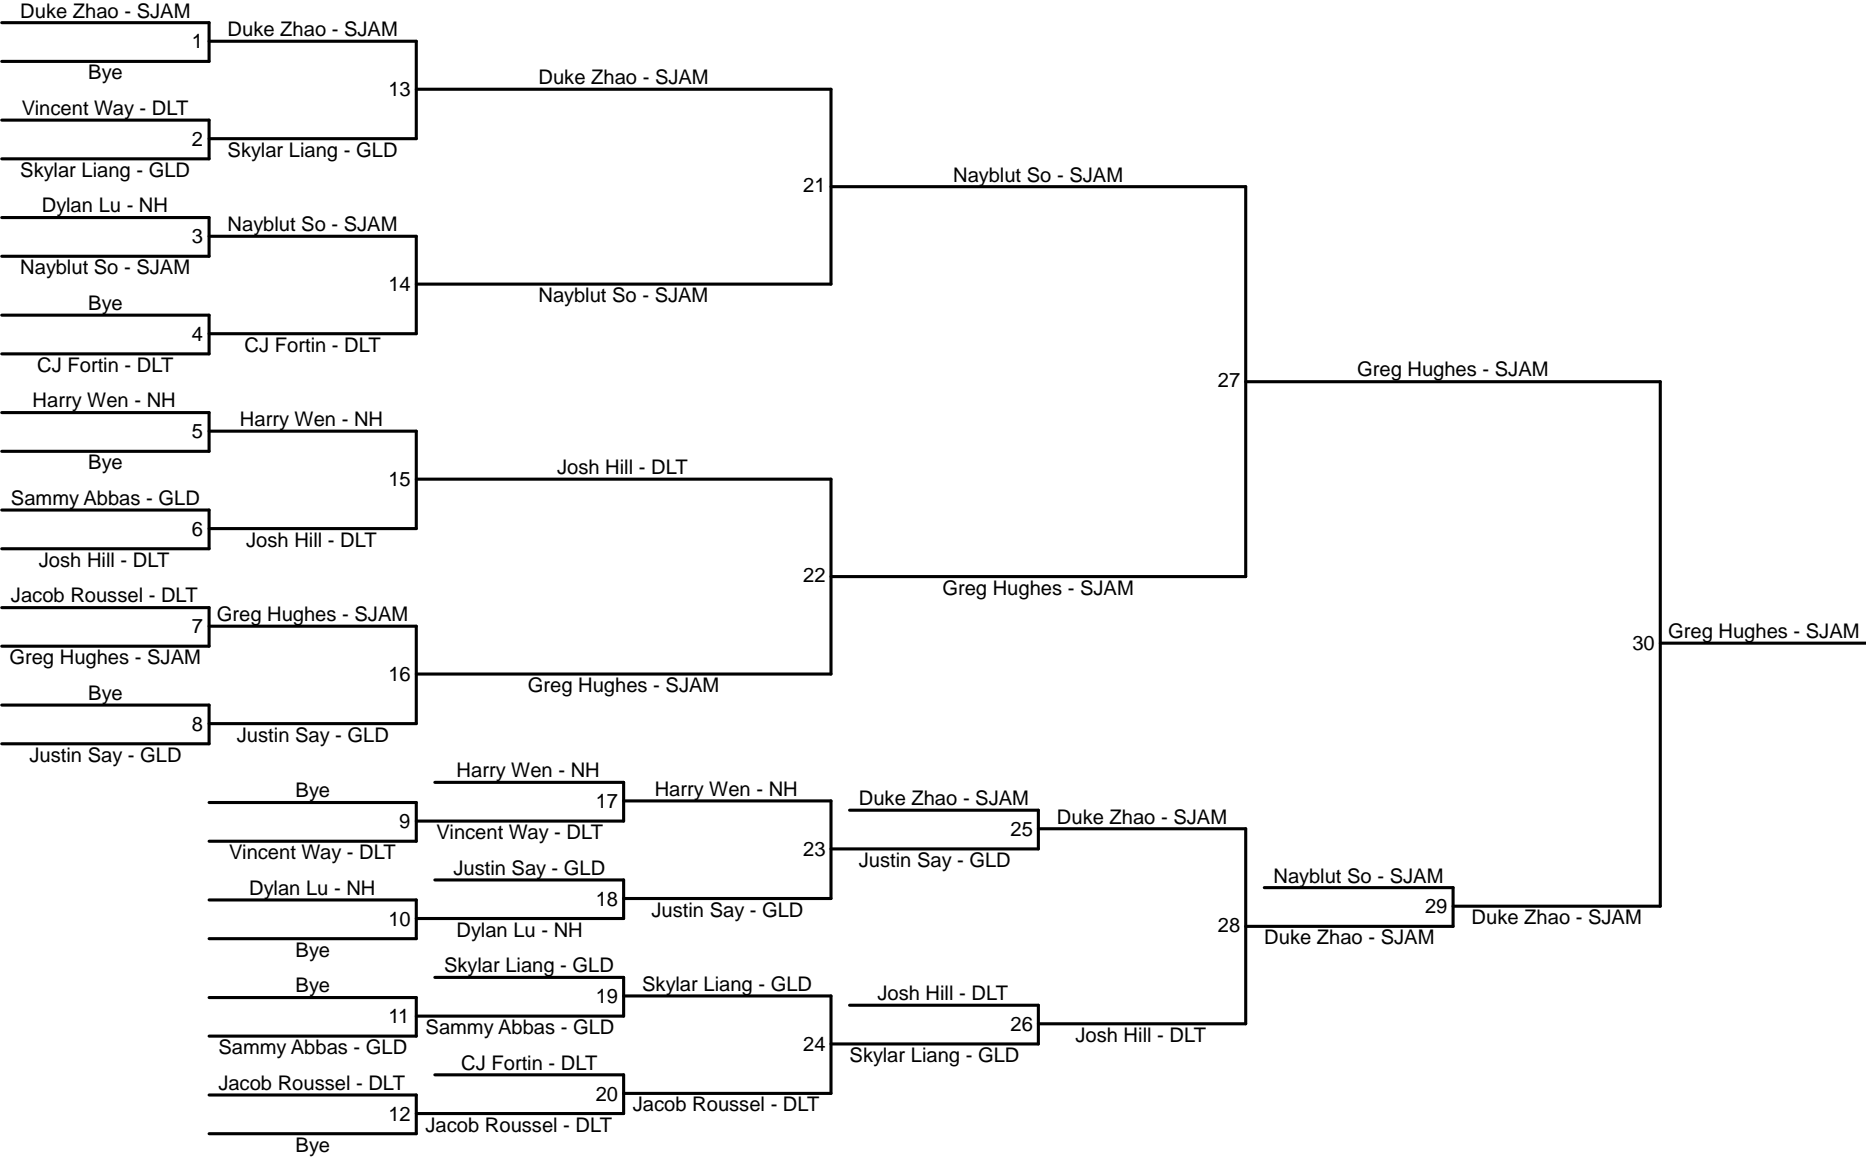 Duke Zhao - SJAM
1
Bye
Duke Zhao - SJAM
13
Vincent Way - DLT
2
Skylar Liang - GLD
Skylar Liang - GLD
Duke Zhao - SJAM
21
Dylan Lu - NH
3
Nayblut So - SJAM
Nayblut So - SJAM
14
Bye
4
CJ Fortin - DLT
CJ Fortin - DLT
Nayblut So - SJAM
Nayblut So - SJAM
27
Harry Wen - NH
5
Bye
Harry Wen - NH
15
Sammy Abbas - GLD
6
Josh Hill - DLT
Josh Hill - DLT
Josh Hill - DLT
22
Jacob Roussel - DLT
7
Greg Hughes - SJAM
Greg Hughes - SJAM
16
Bye
8
Justin Say - GLD
Justin Say - GLD
Greg Hughes - SJAM
Greg Hughes - SJAM
Greg Hughes - SJAM
30
Greg Hughes - SJAM
Bye
9
Vincent Way - DLT
Harry Wen - NH
17
Vincent Way - DLT
Harry Wen - NH
23
Dylan Lu - NH
10
Bye
Justin Say - GLD
18
Dylan Lu - NH
Justin Say - GLD
Duke Zhao - SJAM
25
Justin Say - GLD
Duke Zhao - SJAM
28
Bye
11
Sammy Abbas - GLD
Skylar Liang - GLD
19
Sammy Abbas - GLD
Skylar Liang - GLD
24
Jacob Roussel - DLT
12
Bye
CJ Fortin - DLT
20
Jacob Roussel - DLT
Jacob Roussel - DLT
Josh Hill - DLT
26
Skylar Liang - GLD
Josh Hill - DLT
Nayblut So - SJAM
29
Duke Zhao - SJAM
Duke Zhao - SJAM